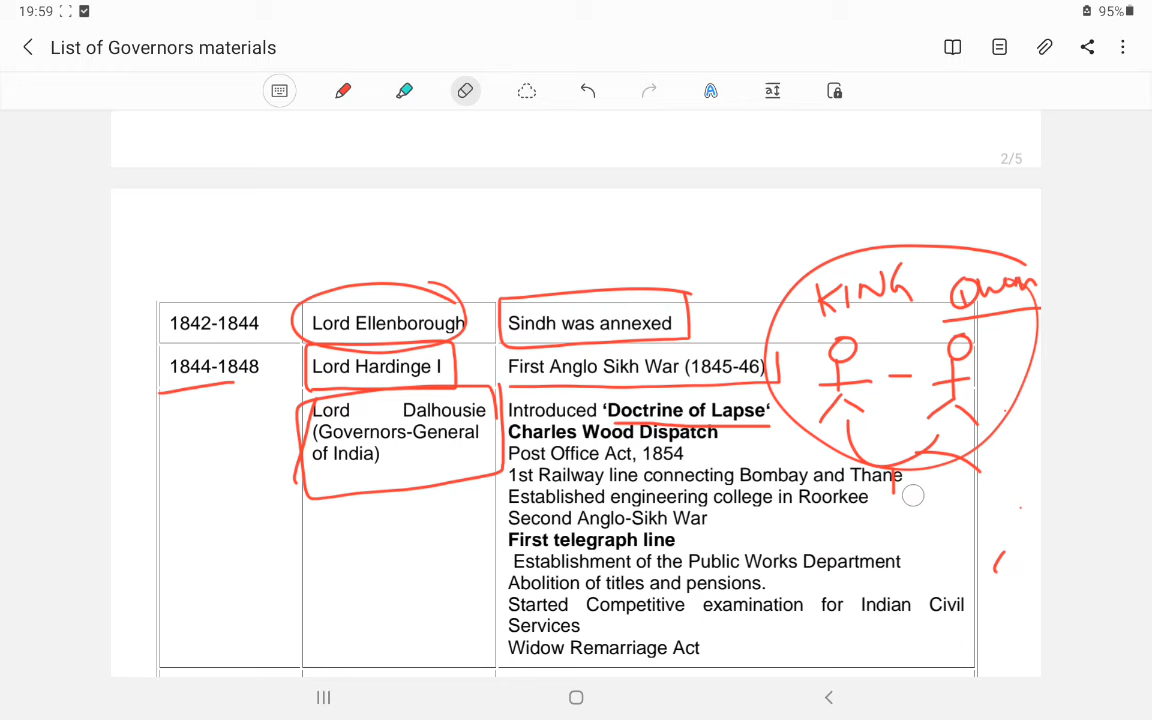 19:59
95%
List of Governors materials
2/5
KING
1842-1844
Lord Ellenborough
Sindh was annexed
1844-1848
Lord Hardinge I
First Anglo Sikh War (1845-46)
Lord Dalhousie
(Governors-General
of India)
Introduced ‘Doctrine of Lapse‘
Charles Wood Dispatch
Post Office Act, 1854
1st Railway line connecting Bombay and Thane
Established engineering college in Roorkee
Second Anglo-Sikh War
First telegraph line
Establishment of the Public Works Department
Abolition of titles and pensions.
Started Competitive examination for Indian Civil
Services
Widow Remarriage Act